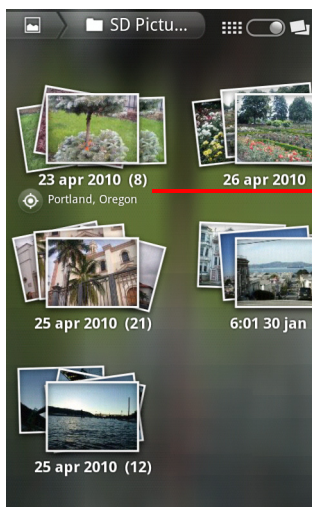 SD Pictu...
23 apr 2010 (8)
26 apr 2010
Portland, Oregon
25 apr 2010 (21)
6:01 30 jan
25 apr 2010 (12)